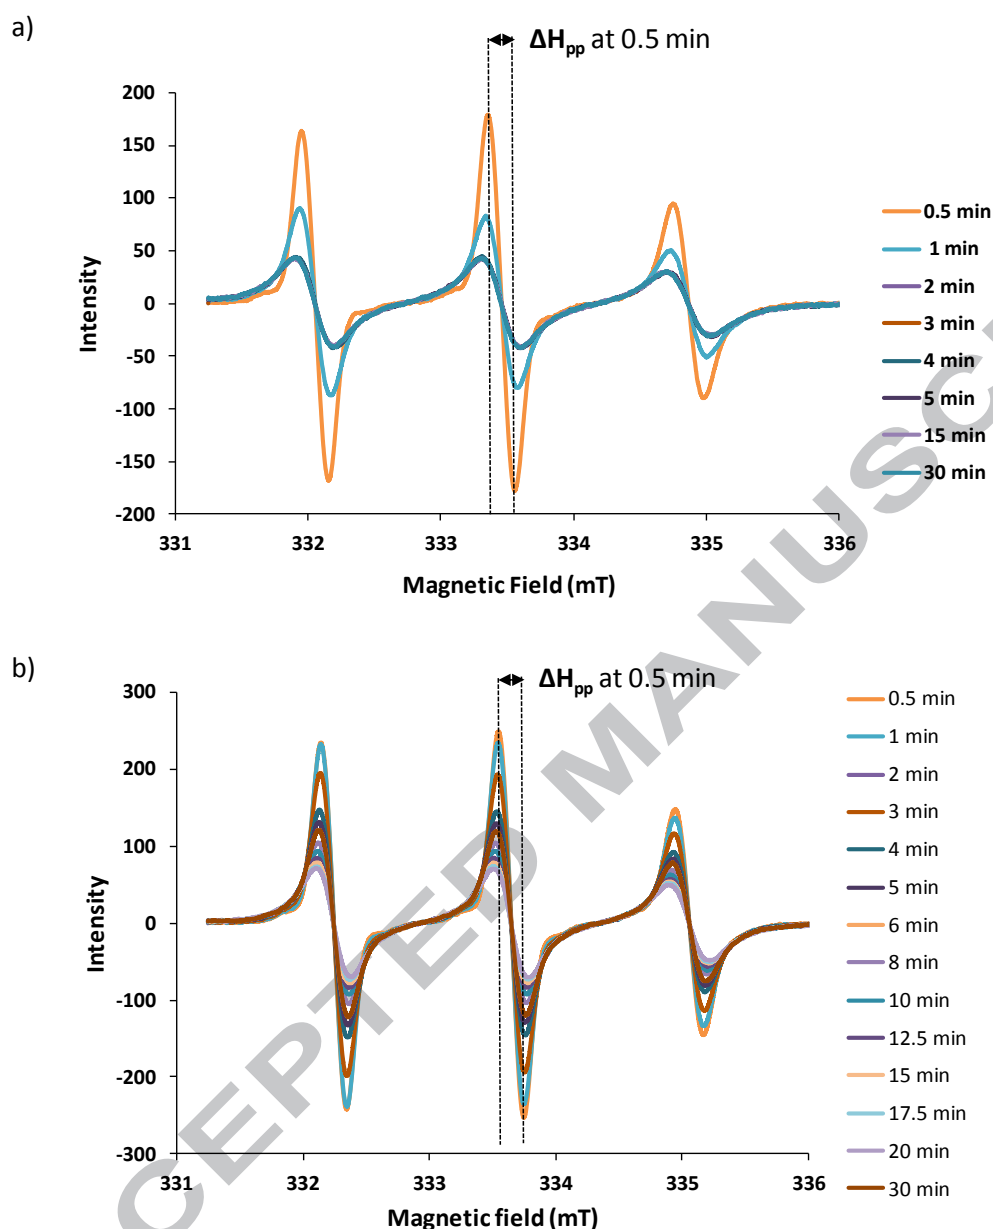 a)
ΔHpp at 0.5 min
200
150
100
50
0
-50
-100
-150
-200
Intensity
331
332
333
334
335
336
Magnetic Field (mT)
0.5 min
1 min
2 min
3 min
4 min
5 min
15 min
30 min
b)
ΔHpp at 0.5 min
300
200
100
0
-100
-200
-300
Intensity
331
332
333
334
335
336
Magnetic field (mT)
0.5 min
1 min
2 min
3 min
4 min
5 min
6 min
8 min
10 min
12.5 min
15 min
17.5 min
20 min
30 min
CEPTED MANUSC